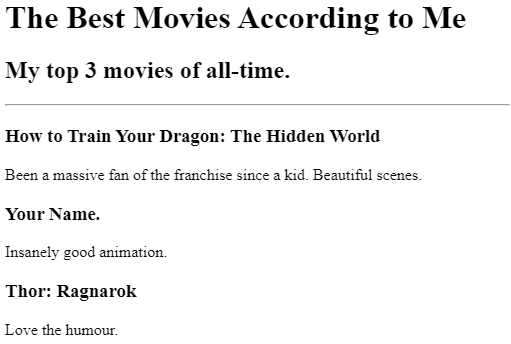 The Best Movies According to Me
My top 3 movies of all-time.
How to Train Your Dragon: The Hidden World
Been a massive fan of the franchise since a kid. Beautiful scenes.
Your Name.
Insanely good animation.
Thor: Ragnarok
Love the humour.